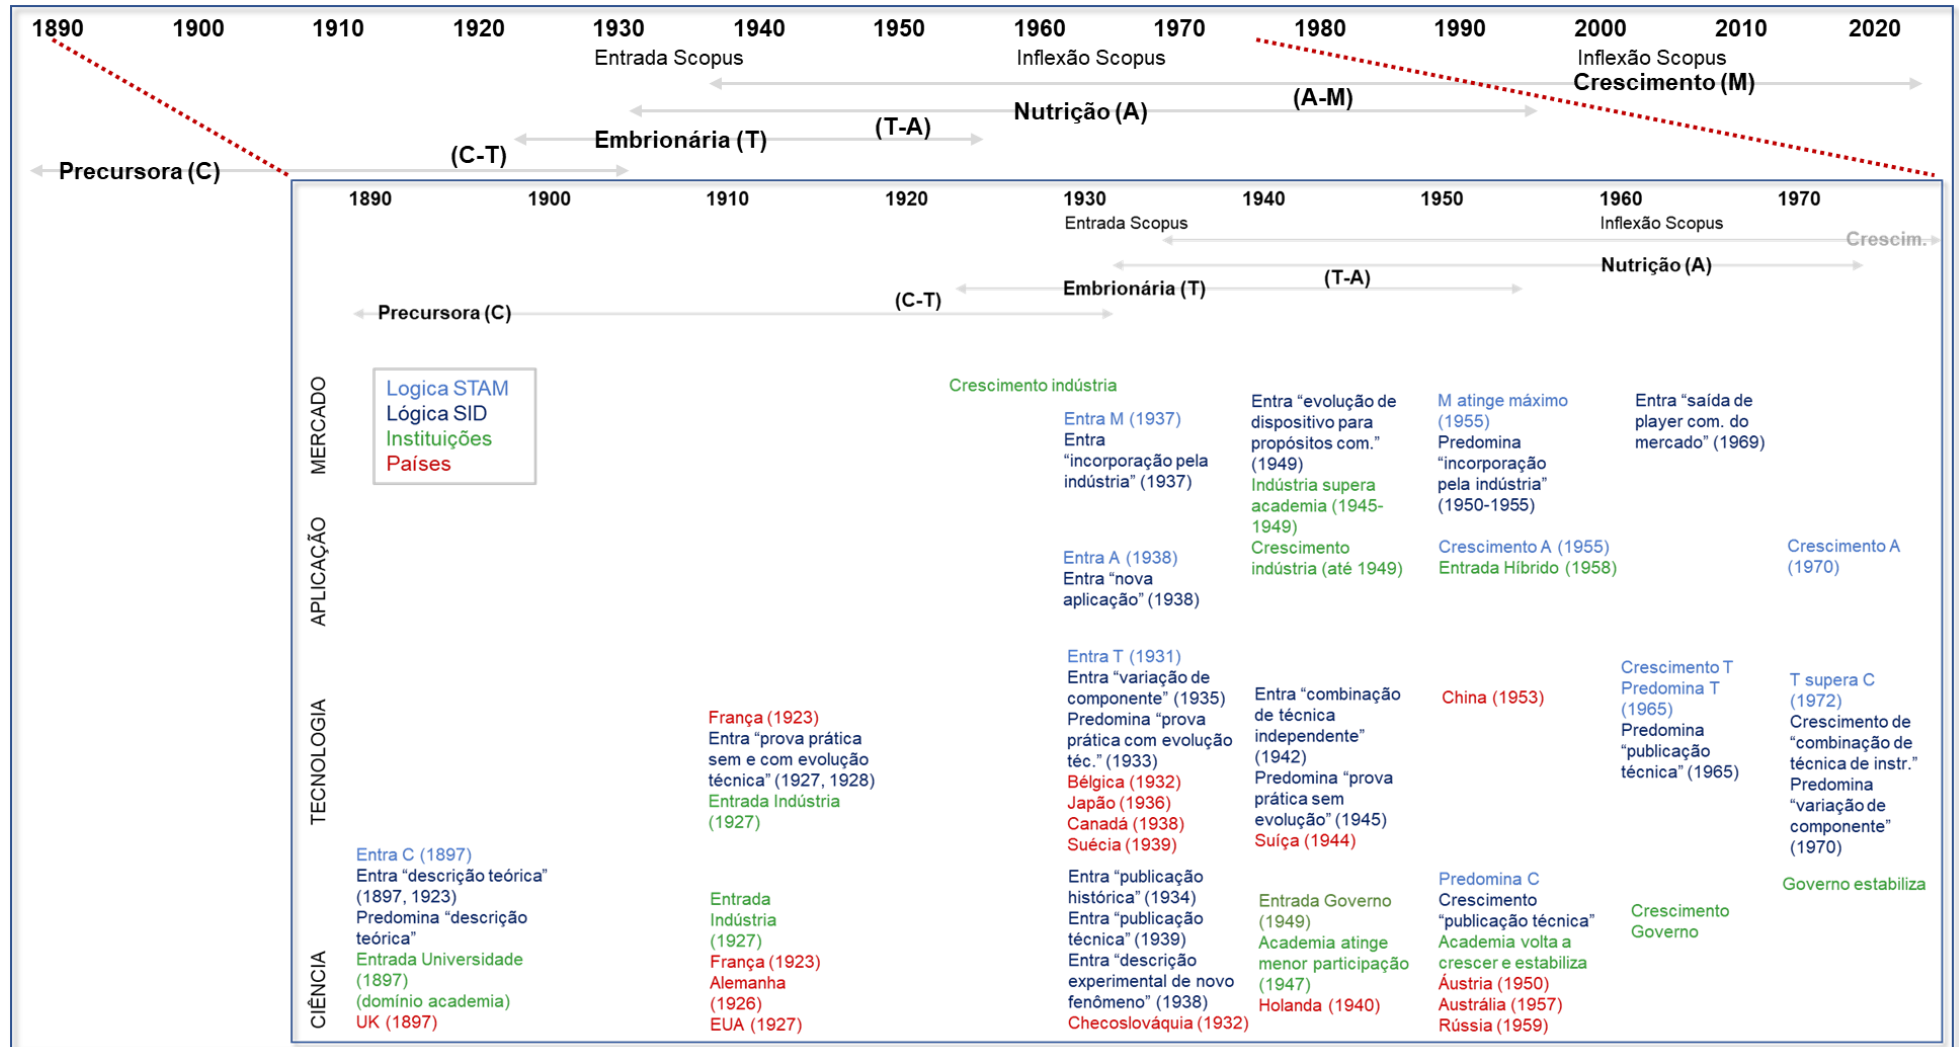 1890 1900 1910 1920 1930 1940 1950 1960 1970 1980 1990 2000 2010 2020
Entrada Scopus Inflexão Scopus Inflexão Scopus
Crescimento (M)
(A-M)
Nutrição (A)
(T-A)
Embrionária (T)
(C-T)
Precursora (C)
1890 1900 1910 1920 1930 1940 1950 1960 1970
Entrada Scopus Inflexão Scopus
Crescim.
Nutrição (A)
(T-A)
Embrionária (T)
(C-T)
Precursora (C)
Logica STAM
Lógica SID
Instituições
Países
MERCADO
Crescimento indústria
Entra M (1937)
Entra
“incorporação pela
indústria” (1937)
Entra “evolução de
dispositivo para
propósitos com.”
(1949)
Indústria supera
academia (1945-
1949)
Crescimento
indústria (até 1949)
M atinge máximo
(1955)
Predomina
“incorporação
pela indústria”
(1950-1955)
Entra “saída de
player com. do
mercado” (1969)
APLICAÇÃO
Entra A (1938)
Entra “nova
aplicação” (1938)
Crescimento A (1955)
Entrada Híbrido (1958)
Crescimento A
(1970)
TECNOLOGIA
França (1923)
Entra “prova prática
sem e com evolução
técnica” (1927, 1928)
Entrada Indústria
(1927)
Entra T (1931)
Entra “variação de
componente” (1935)
Predomina “prova
prática com evolução
téc.” (1933)
Bélgica (1932)
Japão (1936)
Canadá (1938)
Suécia (1939)
Entra “combinação
de técnica
independente”
(1942)
Predomina “prova
prática sem
evolução” (1945)
Suíça (1944)
China (1953)
Crescimento T
Predomina T
(1965)
Predomina
“publicação
técnica” (1965)
T supera C
(1972)
Crescimento de
“combinação de
técnica de instr.”
Predomina
“variação de
componente”
(1970)
CIÊNCIA
Entra C (1897)
Entra “descrição teórica”
(1897, 1923)
Predomina “descrição
teórica”
Entrada Universidade
(1897)
(domínio academia)
UK (1897)
Entrada
Indústria
(1927)
França (1923)
Alemanha
(1926)
EUA (1927)
Entra “publicação
histórica” (1934)
Entra “publicação
técnica” (1939)
Entra “descrição
experimental de novo
fenômeno” (1938)
Checoslováquia (1932)
Entrada Governo
(1949)
Academia atinge
menor participação
(1947)
Holanda (1940)
Predomina C
Crescimento
“publicação técnica”
Academia volta a
crescer e estabiliza
Áustria (1950)
Austrália (1957)
Rússia (1959)
Crescimento
Governo
Governo estabiliza